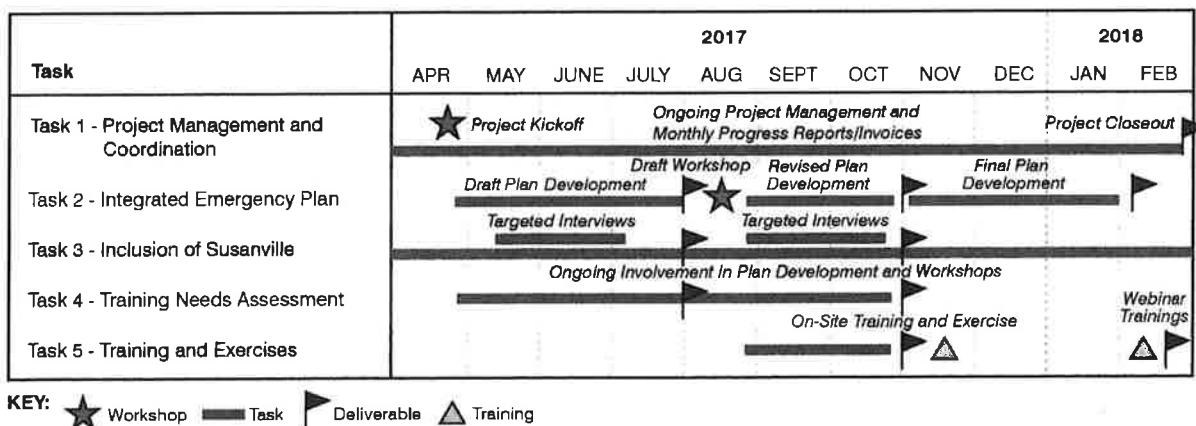 2017 2018
Task APR MAY JUNE JULY AUG SEPT OCT NOV DEC JAN FEB
Task 1 - Project Management and
Coordination
Project Kickoff
Ongoing Project Management and
Monthly Progress Reports/Invoices
Project Closeout
Task 2 - Integrated Emergency Plan
Draft Plan Development
Draft Workshop
Revised Plan
Development
Final Plan
Development
Task 3 - Inclusion of Susanville
Targeted Interviews
Targeted Interviews
Ongoing Involvement In Plan Development and Workshops
Task 4 - Training Needs Assessment
Task 5 - Training and Exercises
On-Site Training and Exercise
Webinar
Trainings
KEY: Workshop Task Deliverable Training